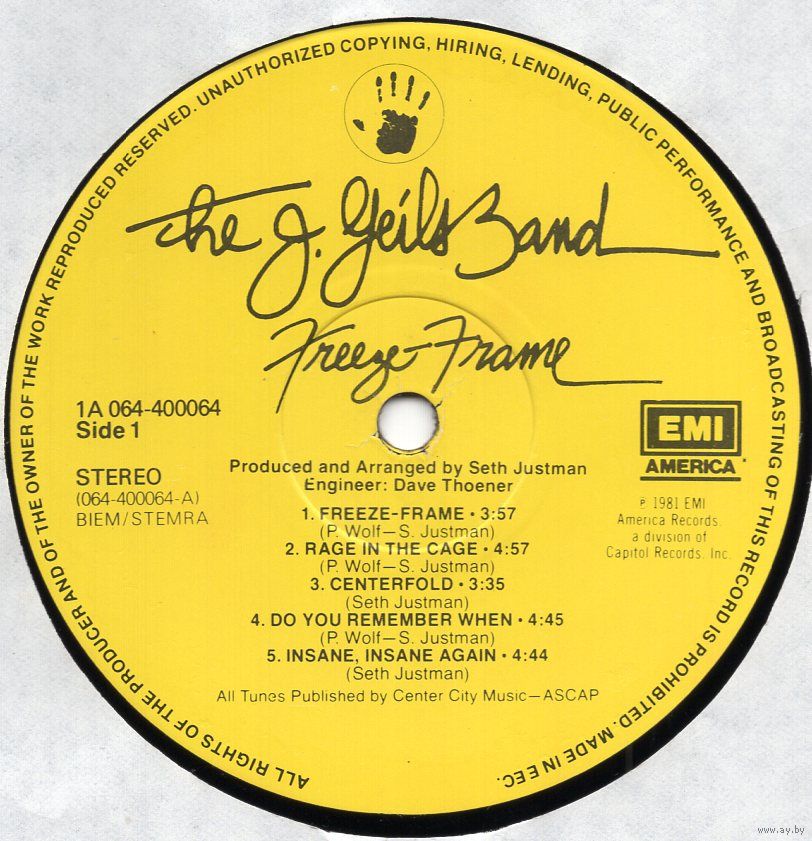 ALL RIGHTS OF THE PRODUCER AND OF THE OWNER OF THE WORK REPRODUCED RESERVED. UNAUTHORIZED COPYING, HIRING, LENDING, PUBLIC PERFORMANCE AND BROADCASTING OF THIS RECORD IS PROHIBITED. MADE IN EEC.
The J. Geils Band
Freeze-Frame
1A 064-400064
Side 1
STEREO
(064-400064-A)
BIEM/STEMRA
EMI
AMERICA
℗ 1981 EMI
America Records.
a division of
Capitol Records. Inc.
Produced and Arranged by Seth Justman
Engineer: Dave Thoener
1. FREEZE-FRAME • 3:57
(P. Wolf—S. Justman)
2. RAGE IN THE CAGE • 4:57
(P. Wolf—S. Justman)
3. CENTERFOLD • 3:35
(Seth Justman)
4. DO YOU REMEMBER WHEN • 4:45
(P. Wolf—S. Justman)
5. INSANE, INSANE AGAIN • 4:44
(Seth Justman)
All Tunes Published by Center City Music—ASCAP
www.ay.by